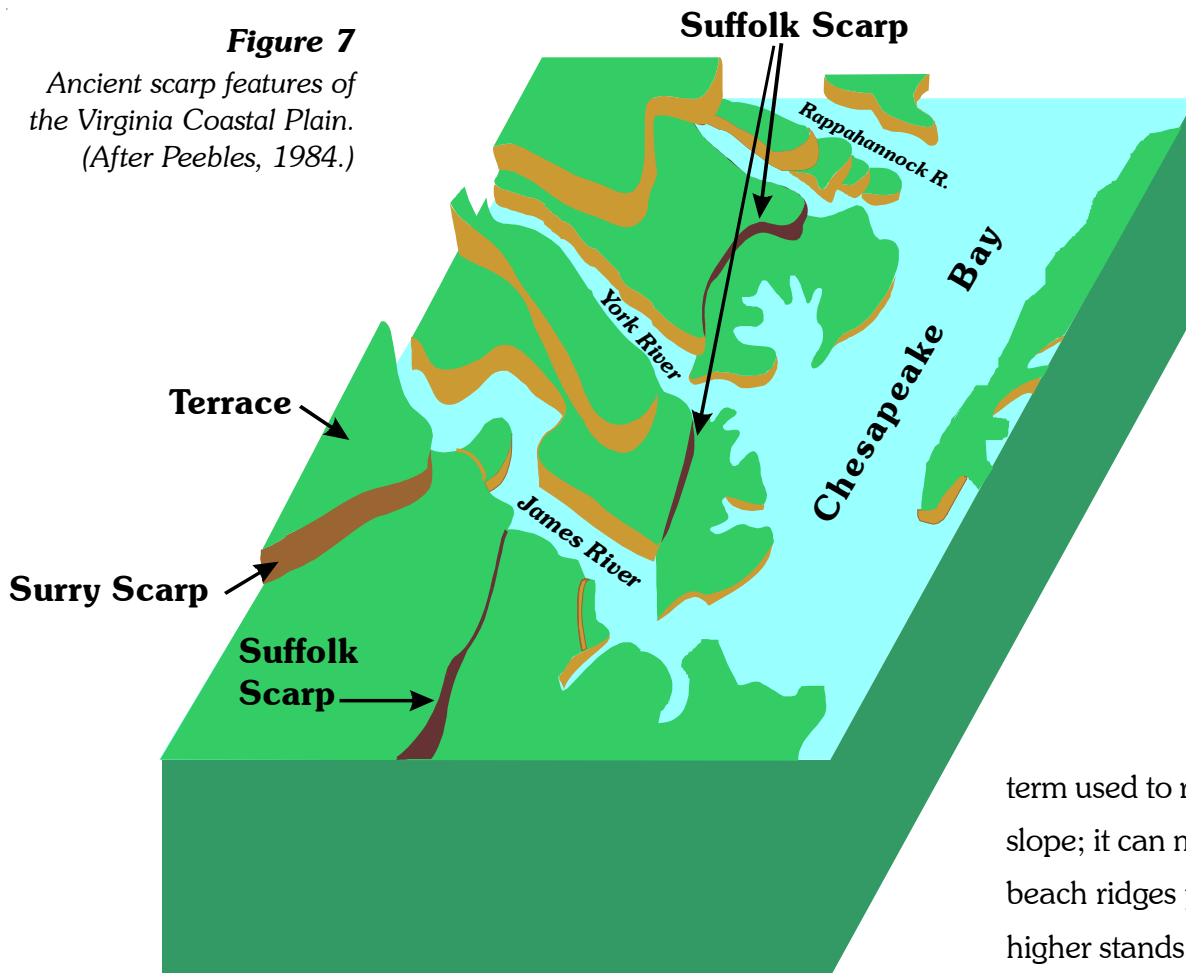 Figure 7
Ancient scarp features of
the Virginia Coastal Plain.
(After Peebles, 1984.)
Suffolk Scarp
Rappahannock R.
York River
Chesapeake Bay
Terrace
James River
Surry Scarp
Suffolk
Scarp
term used to
slope; it can
beach ridges
higher stands